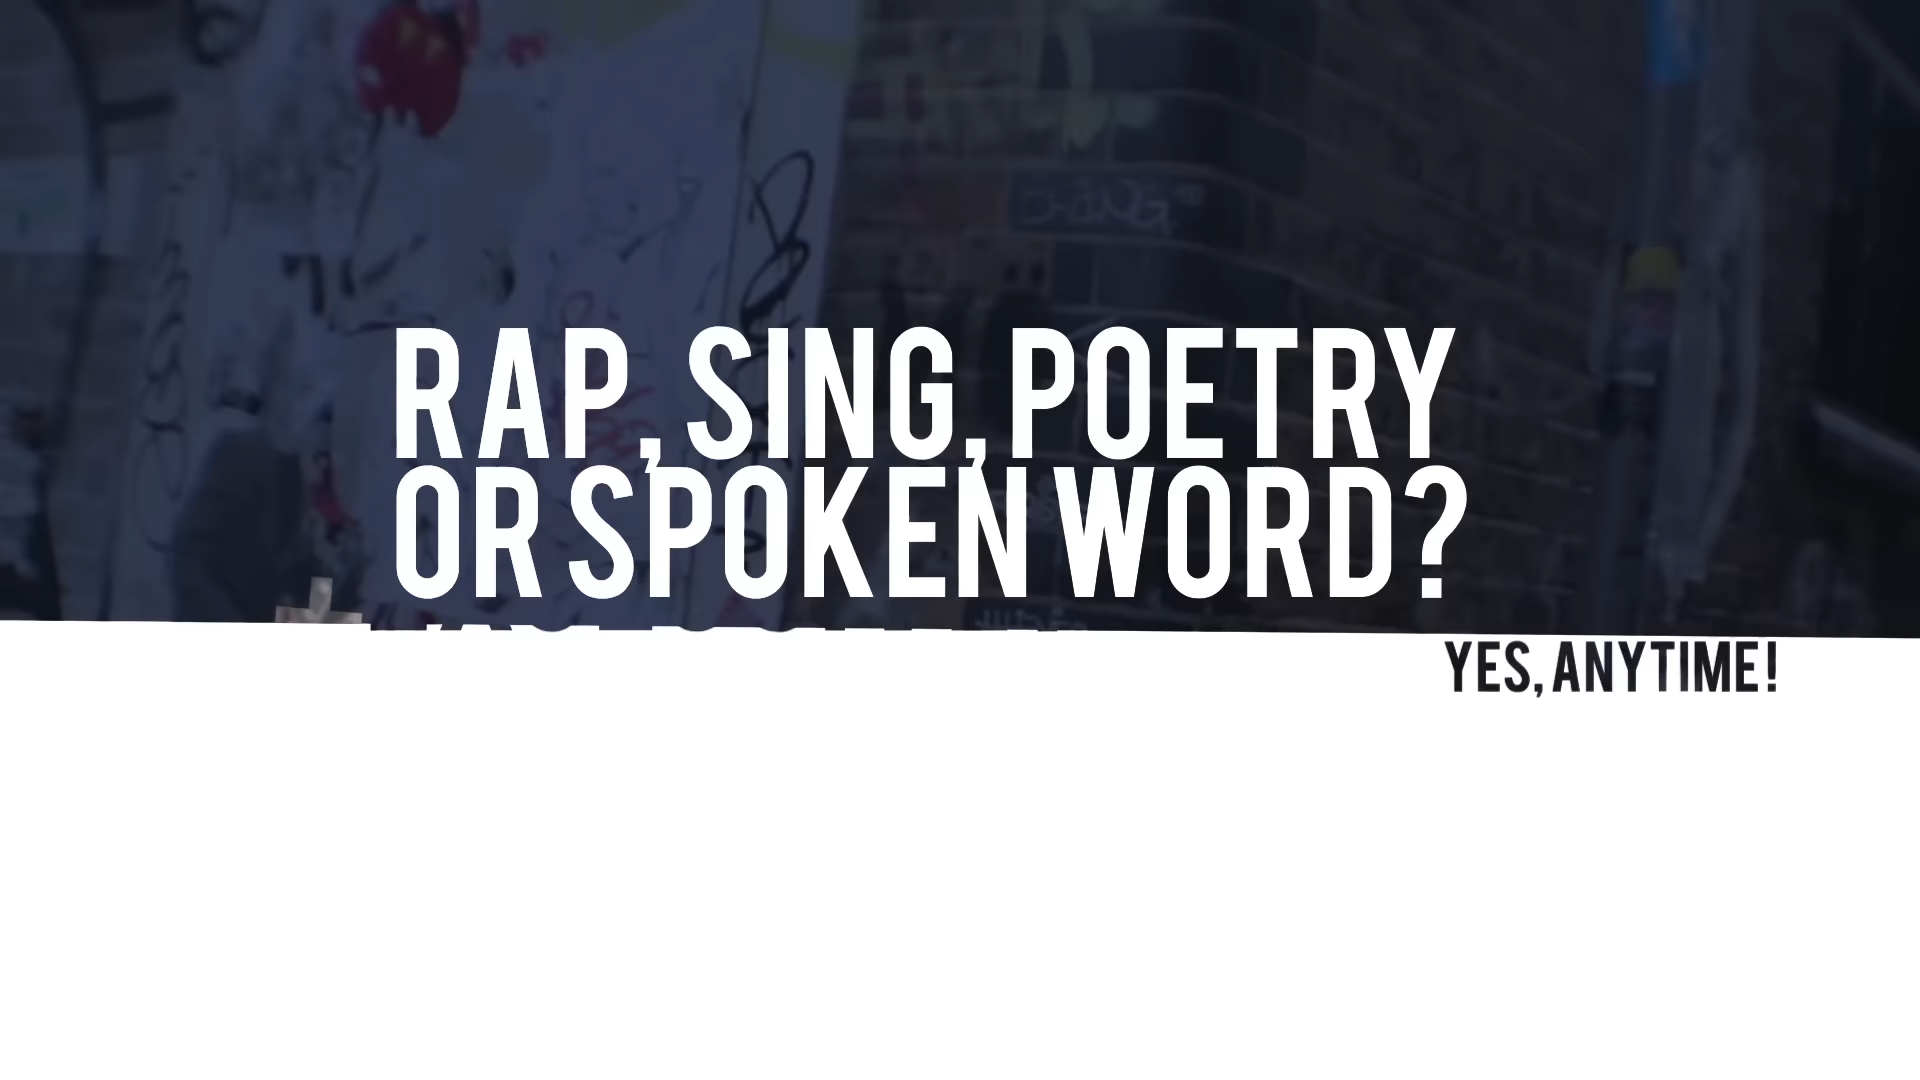 RAP, SING, POETRY
OR SPOKEN WORD?
YES, ANYTIME!